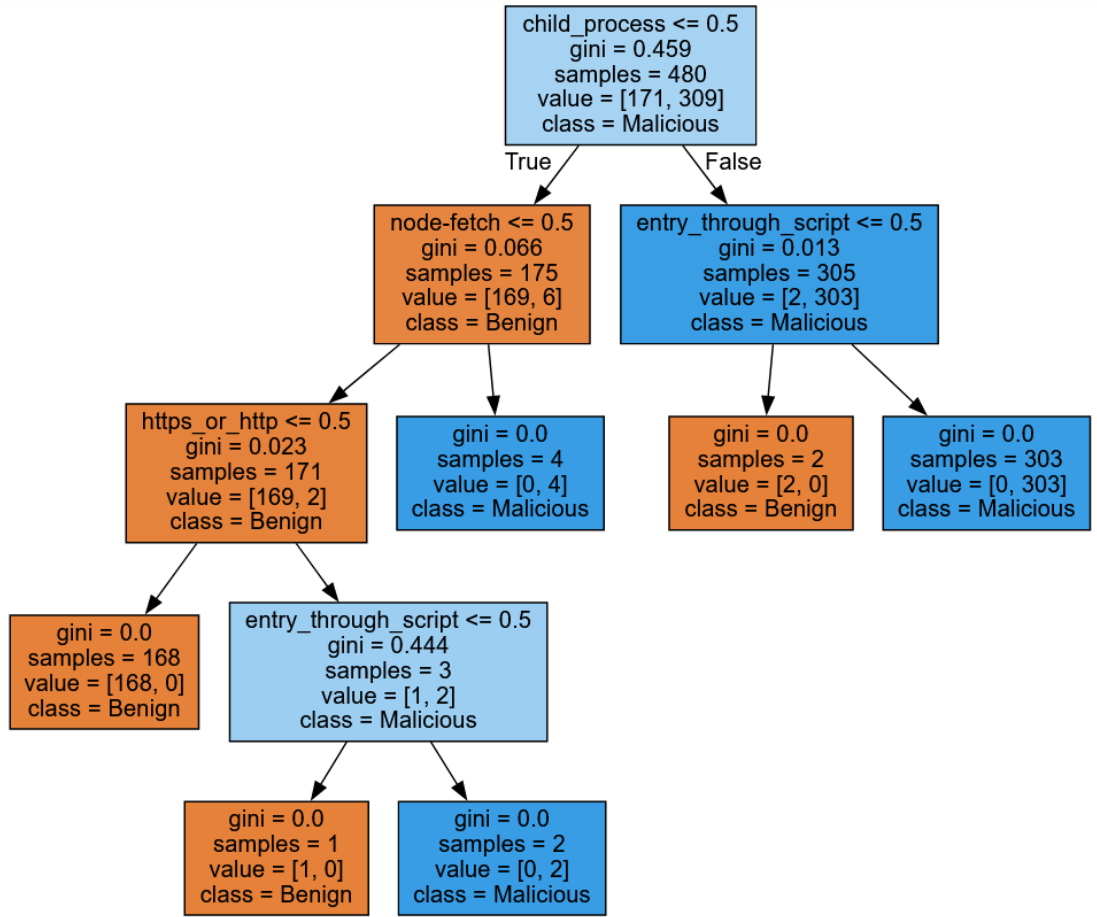 child_process <= 0.5
gini = 0.459
samples = 480
value = [171, 309]
class = Malicious
True
False
node-fetch <= 0.5
gini = 0.066
samples = 175
value = [169, 6]
class = Benign
entry_through_script <= 0.5
gini = 0.013
samples = 305
value = [2, 303]
class = Malicious
https_or_http <= 0.5
gini = 0.023
samples = 171
value = [169, 2]
class = Benign
gini = 0.0
samples = 4
value = [0, 4]
class = Malicious
gini = 0.0
samples = 2
value = [2, 0]
class = Benign
gini = 0.0
samples = 303
value = [0, 303]
class = Malicious
gini = 0.0
samples = 168
value = [168, 0]
class = Benign
entry_through_script <= 0.5
gini = 0.444
samples = 3
value = [1, 2]
class = Malicious
gini = 0.0
samples = 1
value = [1, 0]
class = Benign
gini = 0.0
samples = 2
value = [0, 2]
class = Malicious